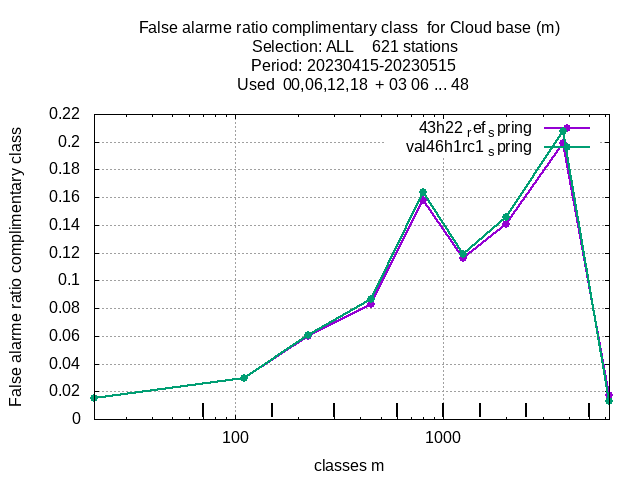 False alarme ratio complimentary class for Cloud base (m)
Selection: ALL 621 stations
Period: 20230415-20230515
Used 00,06,12,18 + 03 06 ... 48
False alarme ratio complimentary class
0.22
0.2
0.18
0.16
0.14
0.12
0.1
0.08
0.06
0.04
0.02
0
43h22 ref spring
val46h1rc1 spring
100
1000
classes m